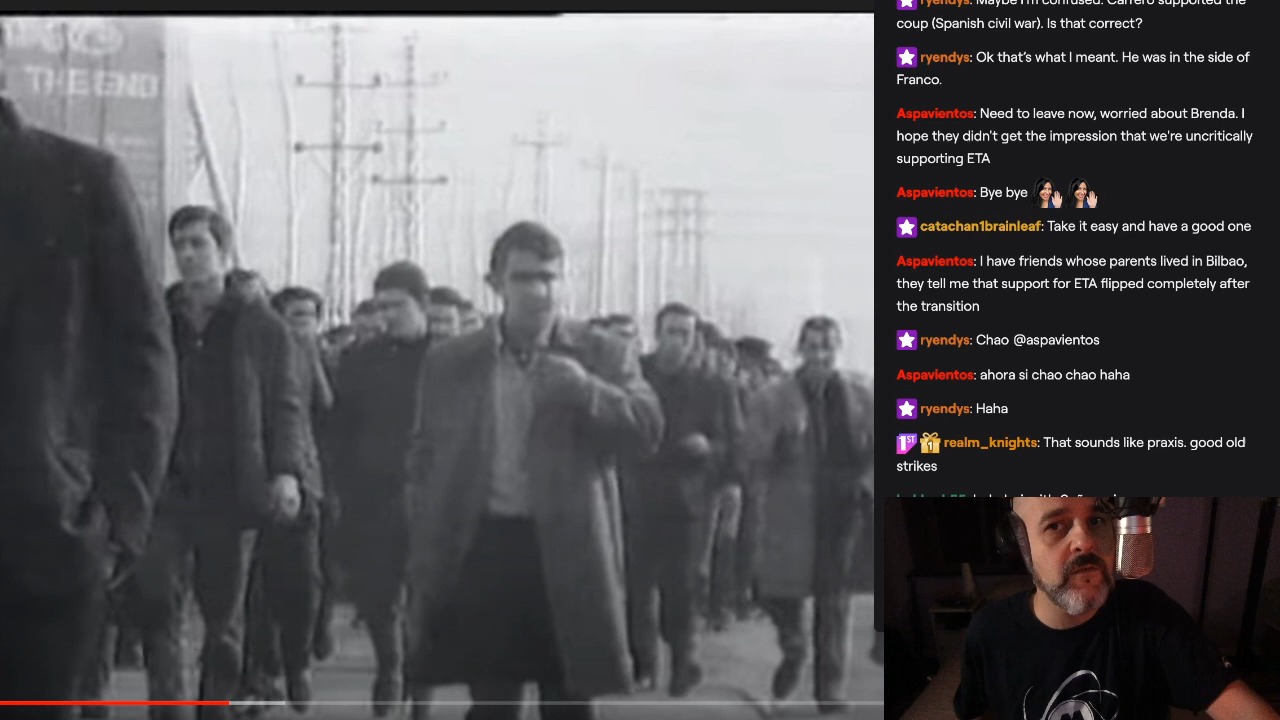 THE END
ryendys: Maybe I'm confused. Carrero supported the
coup (Spanish civil war). Is that correct?
ryendys: Ok that's what I meant. He was in the side of
Franco.
Aspavientos: Need to leave now, worried about Brenda. I
hope they didn't get the impression that we're uncritically
supporting ETA
Aspavientos: Bye bye
catachan1brainleaf: Take it easy and have a good one
Aspavientos: I have friends whose parents lived in Bilbao,
they tell me that support for ETA flipped completely after
the transition
ryendys: Chao @aspavientos
Aspavientos: ahora si chao chao haha
ryendys: Haha
1ST 1 realm_knights: That sounds like praxis. good old
strikes